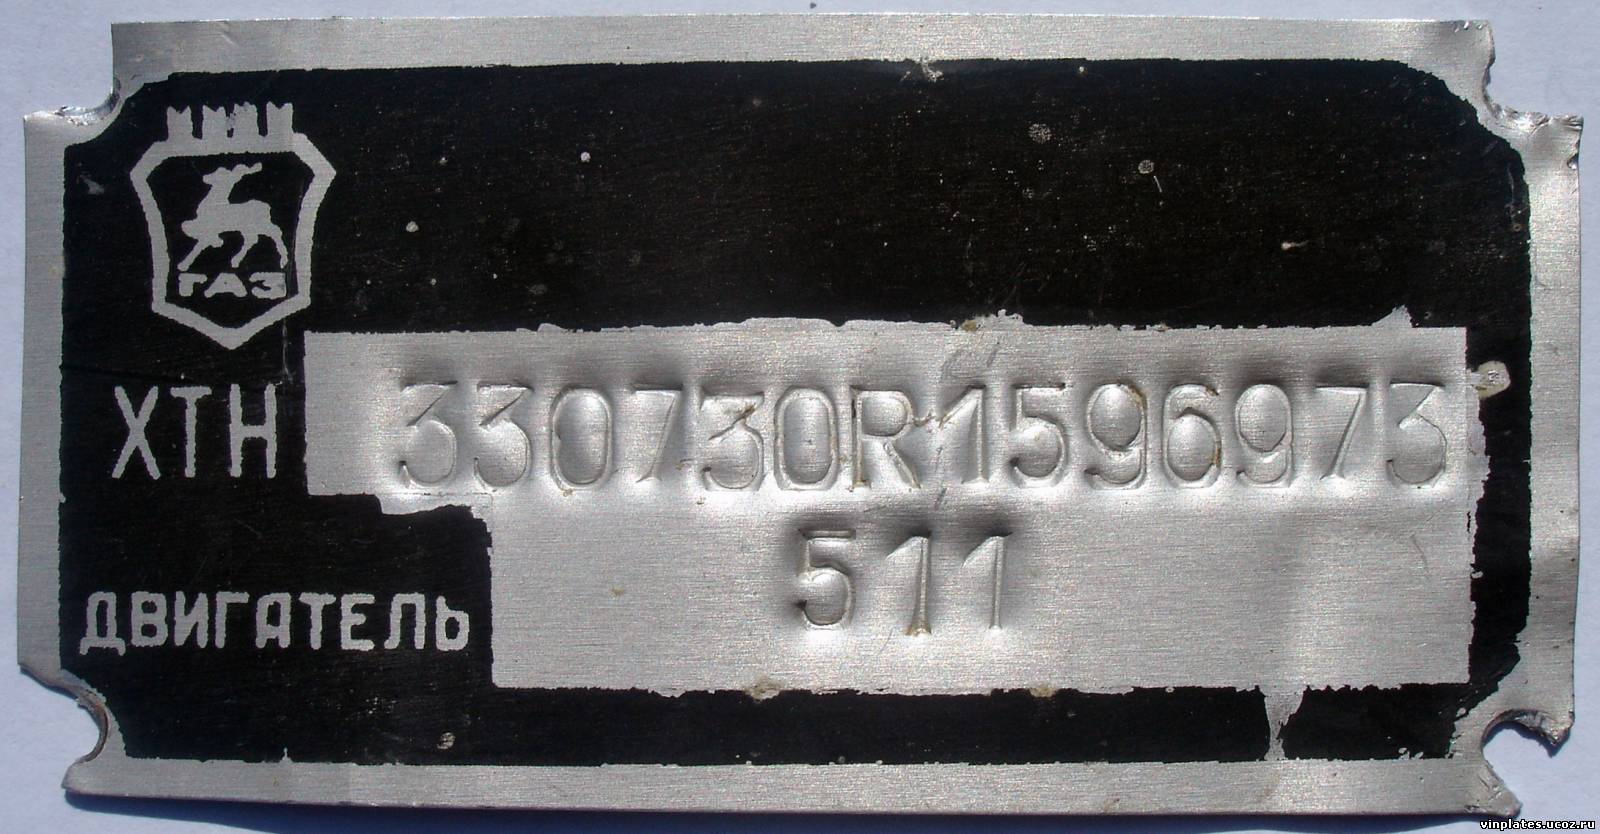 ГАЗ
ХТН 330730R1596973
ДВИГАТЕЛЬ 511
vinplates.ucoz.ru